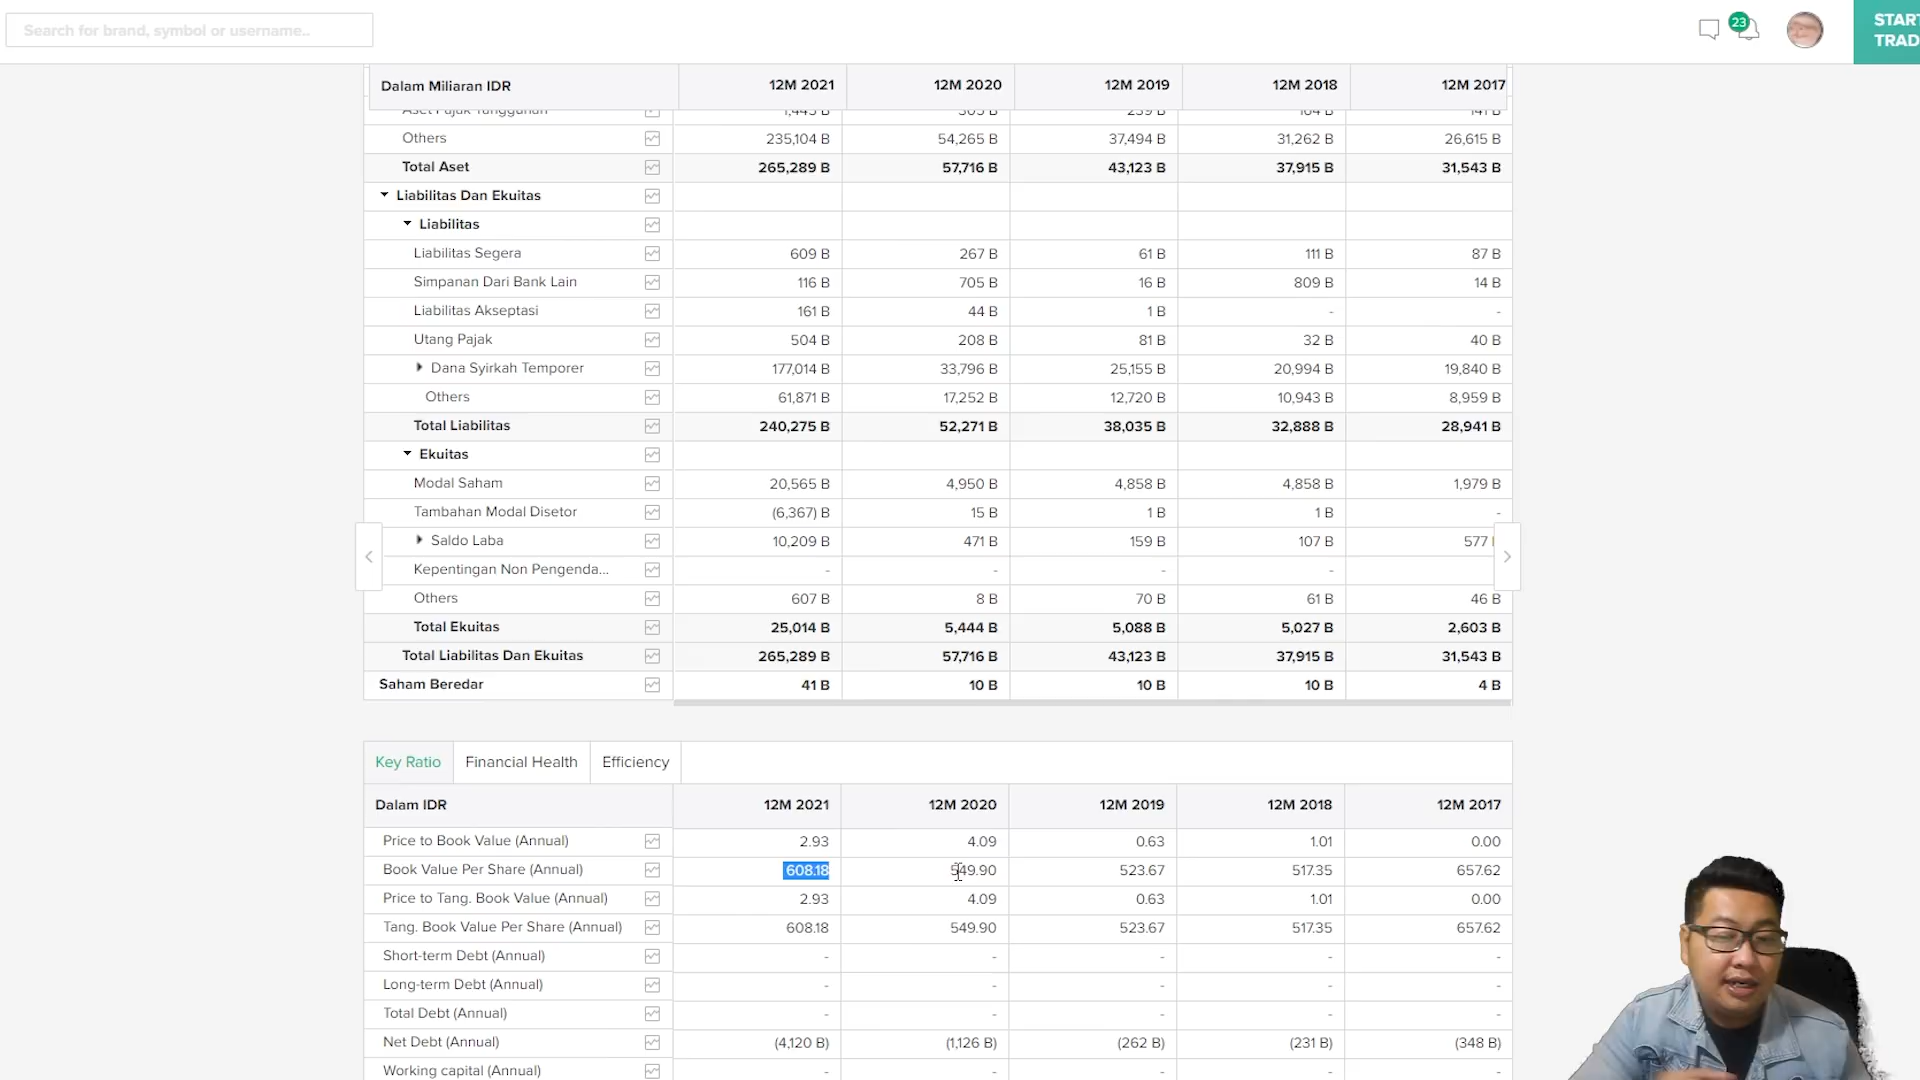 Search for brand, symbol or username..
23
START
TRAD
Dalam Miliaran IDR 12M 2021 12M 2020 12M 2019 12M 2018 12M 2017
Aset Pajak Tangguhan 1,445 B 305 B 239 B 164 B 141 B
Others 235,104 B 54,265 B 37,494 B 31,262 B 26,615 B
Total Aset 265,289 B 57,716 B 43,123 B 37,915 B 31,543 B
Liabilitas Dan Ekuitas
Liabilitas
Liabilitas Segera 609 B 267 B 61 B 111 B 87 B
Simpanan Dari Bank Lain 116 B 705 B 16 B 809 B 14 B
Liabilitas Akseptasi 161 B 44 B 1 B - -
Utang Pajak 504 B 208 B 81 B 32 B 40 B
Dana Syirkah Temporer 177,014 B 33,796 B 25,155 B 20,994 B 19,840 B
Others 61,871 B 17,252 B 12,720 B 10,943 B 8,959 B
Total Liabilitas 240,275 B 52,271 B 38,035 B 32,888 B 28,941 B
Ekuitas
Modal Saham 20,565 B 4,950 B 4,858 B 4,858 B 1,979 B
Tambahan Modal Disetor (6,367) B 15 B 1 B 1 B -
Saldo Laba 10,209 B 471 B 159 B 107 B 577
Kepentingan Non Pengenda... - - - -
Others 607 B 8 B 70 B 61 B 46 B
Total Ekuitas 25,014 B 5,444 B 5,088 B 5,027 B 2,603 B
Total Liabilitas Dan Ekuitas 265,289 B 57,716 B 43,123 B 37,915 B 31,543 B
Saham Beredar 41 B 10 B 10 B 10 B 4 B
Key Ratio Financial Health Efficiency
Dalam IDR 12M 2021 12M 2020 12M 2019 12M 2018 12M 2017
Price to Book Value (Annual) 2.93 4.09 0.63 1.01 0.00
Book Value Per Share (Annual) 608.18 549.90 523.67 517.35 657.62
Price to Tang. Book Value (Annual) 2.93 4.09 0.63 1.01 0.00
Tang. Book Value Per Share (Annual) 608.18 549.90 523.67 517.35 657.62
Short-term Debt (Annual) - - - - -
Long-term Debt (Annual) - - - - -
Total Debt (Annual) - - - - -
Net Debt (Annual) (4,120 B) (1,126 B) (262 B) (231 B) (348 B)
Working capital (Annual) - - - - -